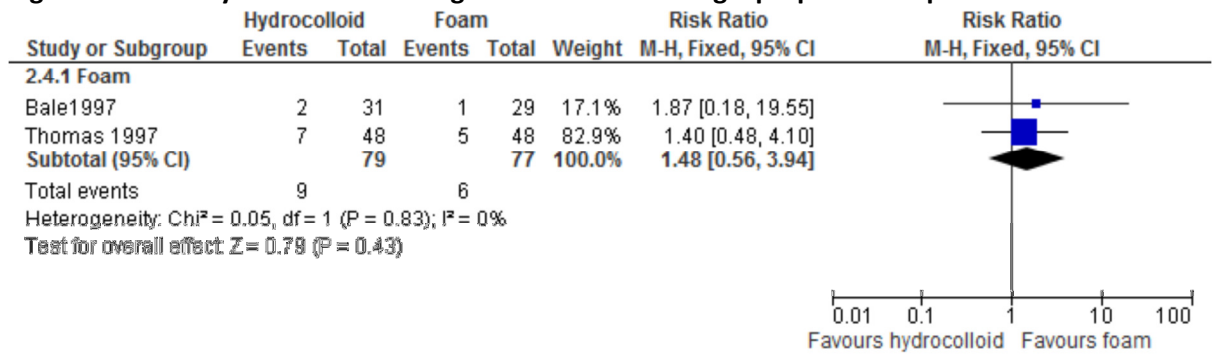 Hydrocolloid Foam Risk Ratio Risk Ratio
Study or Subgroup Events Total Events Total Weight M-H, Fixed, 95% CI M-H, Fixed, 95% CI
2.4.1 Foam
Bale1997 2 31 1 29 17.1% 1.87 [0.18, 19.55]
Thomas 1997 7 48 5 48 82.9% 1.40 [0.48, 4.10]
Subtotal (95% CI) 79 77 100.0% 1.48 [0.56, 3.94]
Total events 9 6
Heterogeneity: Chi² = 0.05, df = 1 (P = 0.83); I² = 0%
Test for overall effect: Z = 0.79 (P = 0.43)
0.01 0.1 1 10 100
Favours hydrocolloid Favours foam